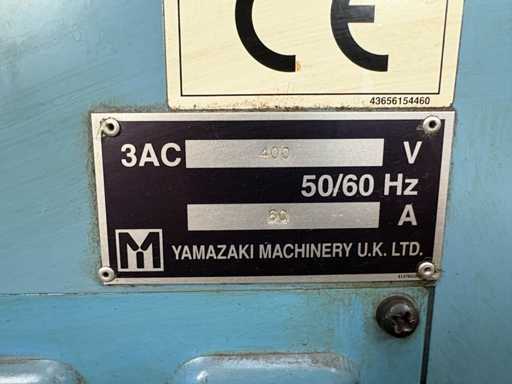 CE
43656154460
3AC 400 V
50/60 Hz
60 A
M YAMAZAKI MACHINERY U.K. LTD.